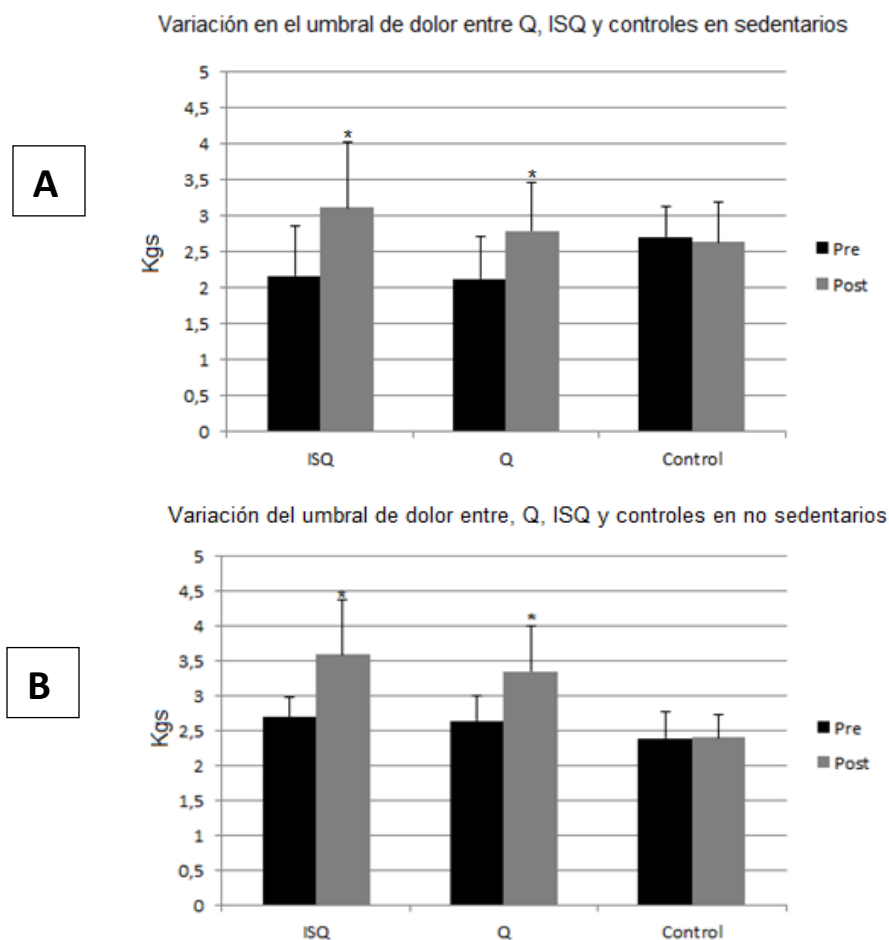 Variación en el umbral de dolor entre Q, ISQ y controles en sedentarios
A
Kgs
5
4,5
4
3,5
3
2,5
2
1,5
1
0,5
0
*
*
ISQ
Q
Control
Pre
Post
Variación del umbral de dolor entre, Q, ISQ y controles en no sedentarios
B
Kgs
5
4,5
4
3,5
3
2,5
2
1,5
1
0,5
0
*
*
ISQ
Q
Control
Pre
Post